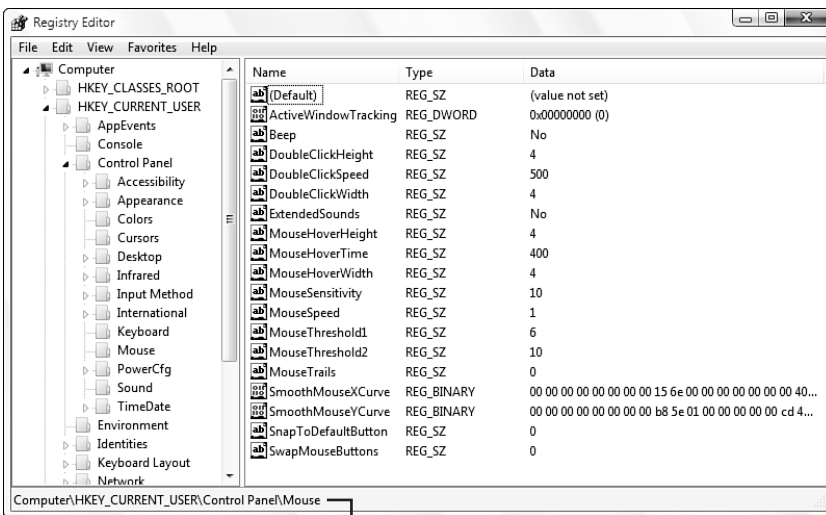 Registry Editor
File Edit View Favorites Help
Computer
HKEY_CLASSES_ROOT
HKEY_CURRENT_USER
AppEvents
Console
Control Panel
Accessibility
Appearance
Colors
Cursors
Desktop
Infrared
Input Method
International
Keyboard
Mouse
PowerCfg
Sound
TimeDate
Environment
Identities
Keyboard Layout
Network
Name Type Data
(Default) REG_SZ (value not set)
ActiveWindowTracking REG_DWORD 0x00000000 (0)
Beep REG_SZ No
DoubleClickHeight REG_SZ 4
DoubleClickSpeed REG_SZ 500
DoubleClickWidth REG_SZ 4
ExtendedSounds REG_SZ No
MouseHoverHeight REG_SZ 4
MouseHoverTime REG_SZ 400
MouseHoverWidth REG_SZ 4
MouseSensitivity REG_SZ 10
MouseSpeed REG_SZ 1
MouseThreshold1 REG_SZ 6
MouseThreshold2 REG_SZ 10
MouseTrails REG_SZ 0
SmoothMouseXCurve REG_BINARY 00 00 00 00 00 00 00 00 15 6e 00 00 00 00 00 00 40...
SmoothMouseYCurve REG_BINARY 00 00 00 00 00 00 00 00 b8 5e 01 00 00 00 00 00 cd 4...
SnapToDefaultButton REG_SZ 0
SwapMouseButtons REG_SZ 0
Computer\HKEY_CURRENT_USER\Control Panel\Mouse